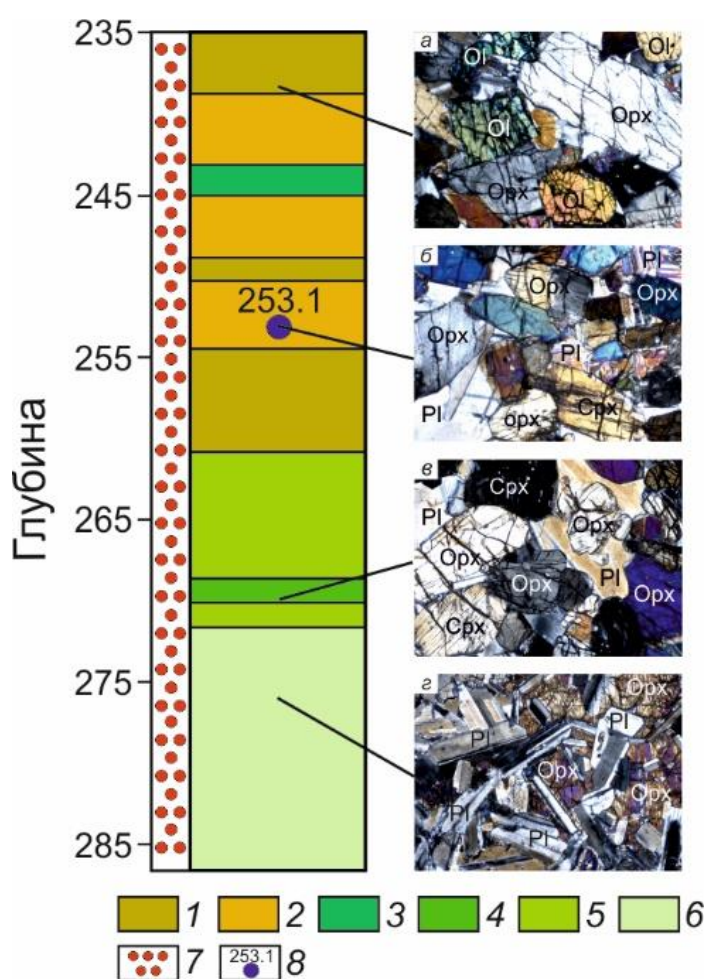 Глубина
235
245
255
265
275
285
253.1
а
Ol
Ol
Opx
Ol
Opx
Ol
б
Pl
Opx
Opx
Opx
Pl
Pl
Cpx
opx
в
Cpx
Pl
Opx
Opx
Opx
Pl
Opx
Cpx
г
Opx
Pl
Pl
Opx
Opx
Pl
Pl
1 2 3 4 5 6
7 253.1 8